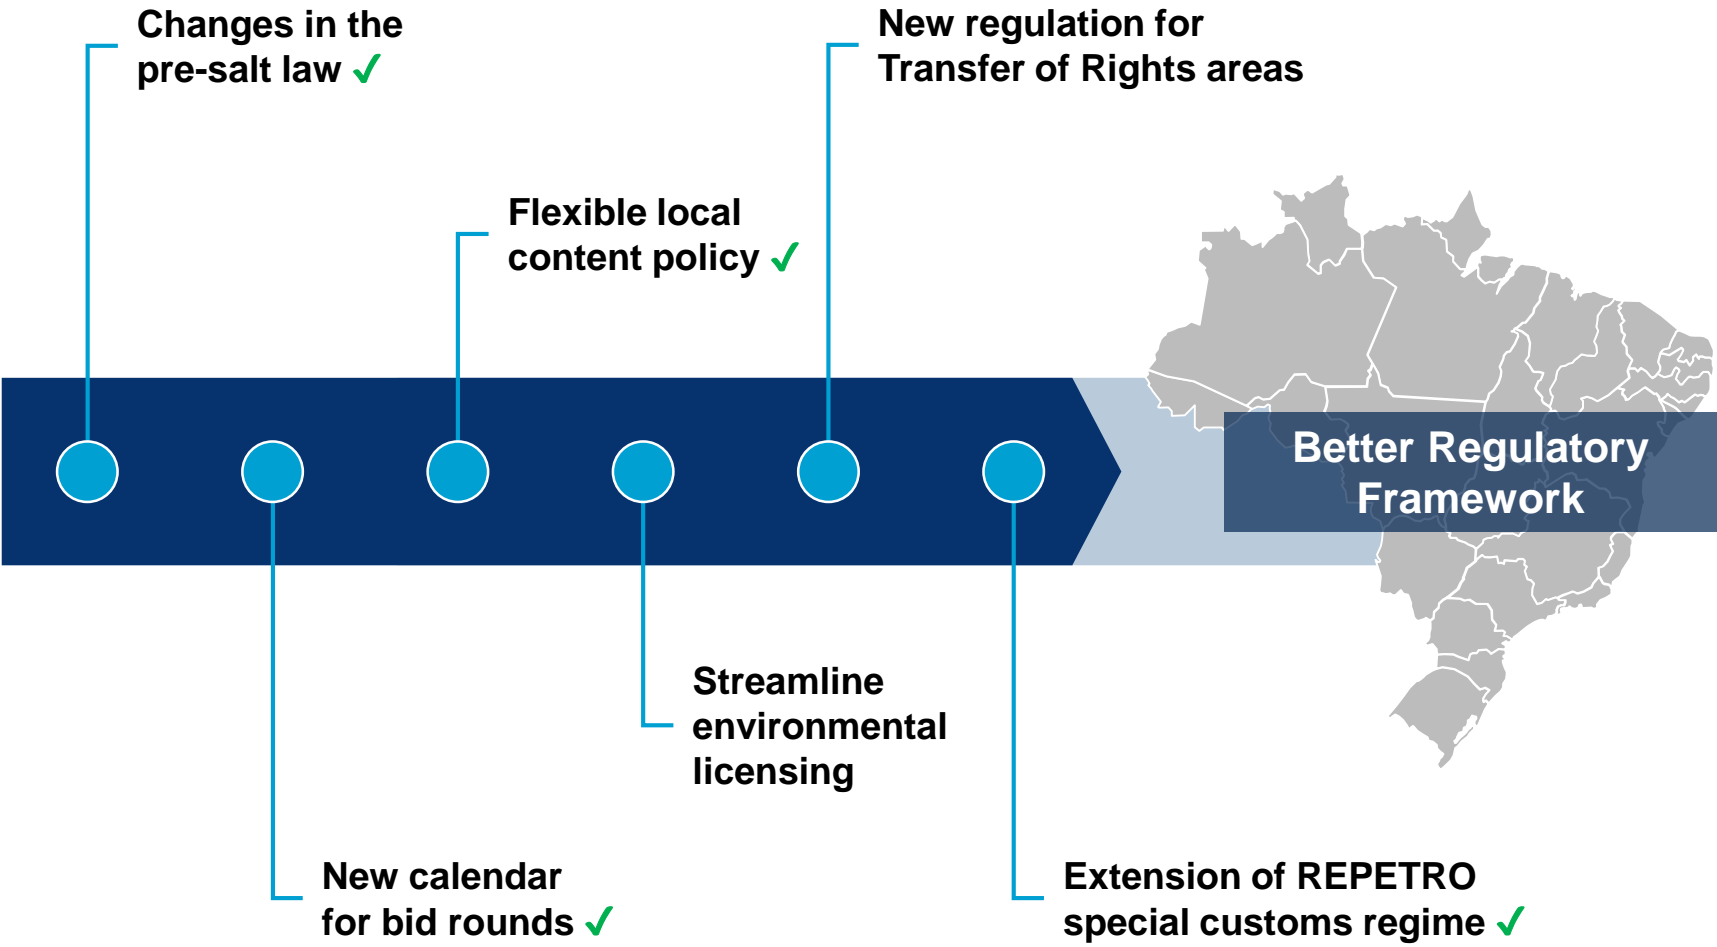 Changes in the
pre-salt law ✓
New regulation for
Transfer of Rights areas
Flexible local
content policy ✓
Better Regulatory
Framework
Streamline
environmental
licensing
New calendar
for bid rounds ✓
Extension of REPETRO
special customs regime ✓